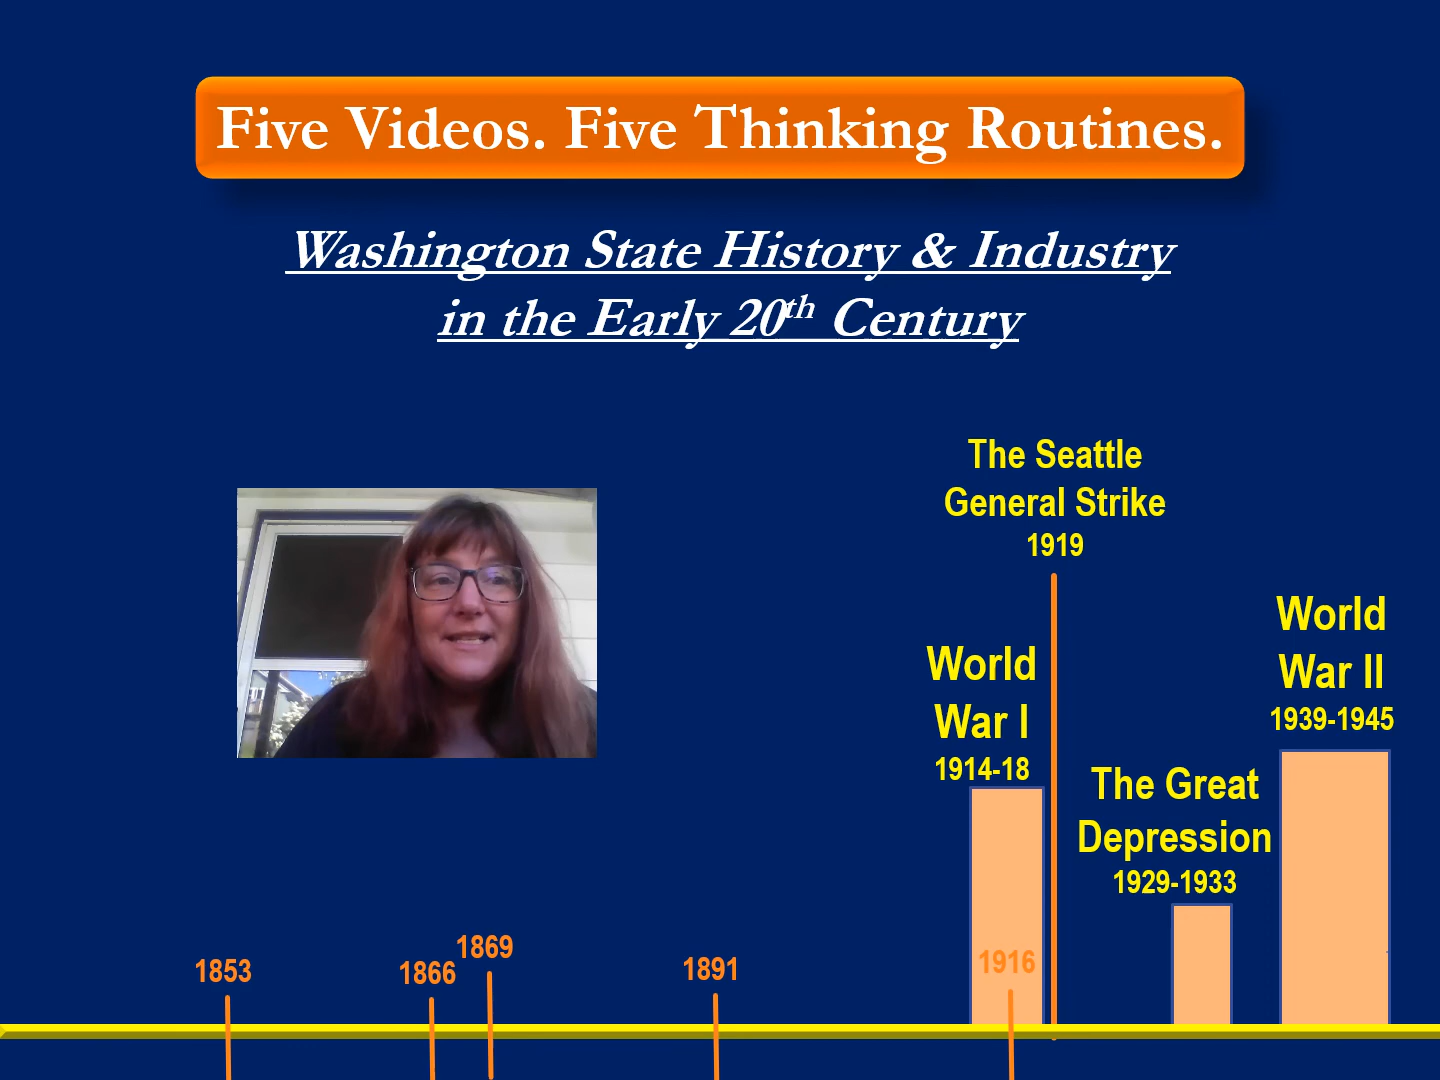 Five Videos. Five Thinking Routines.
Washington State History & Industry
in the Early 20th Century
The Seattle
General Strike
1919
World
War I
1914-18
World
War II
1939-1945
The Great
Depression
1929-1933
1853
1866
1869
1891
1916